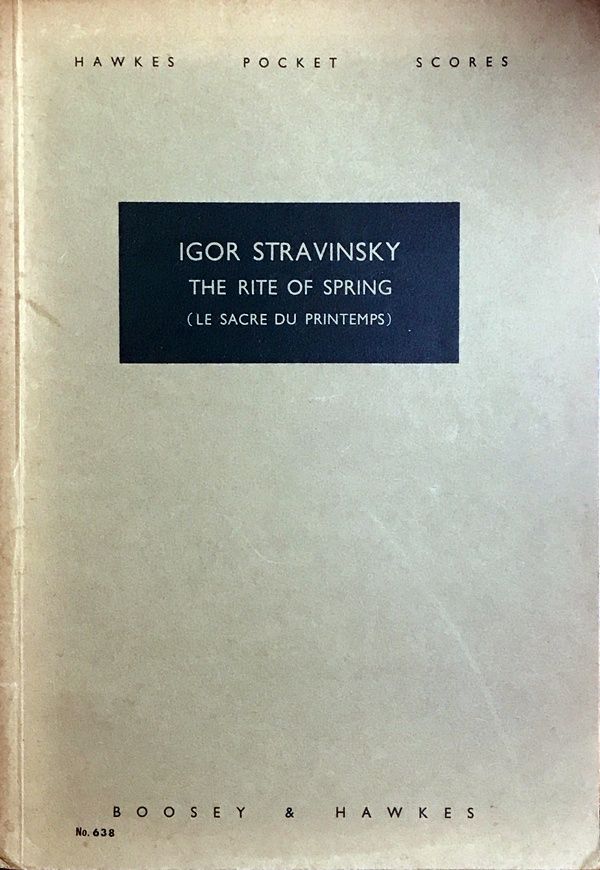 HAWKES POCKET SCORES
IGOR STRAVINSKY
THE RITE OF SPRING
(LE SACRE DU PRINTEMPS)
BOOSEY & HAWKES
No. 638